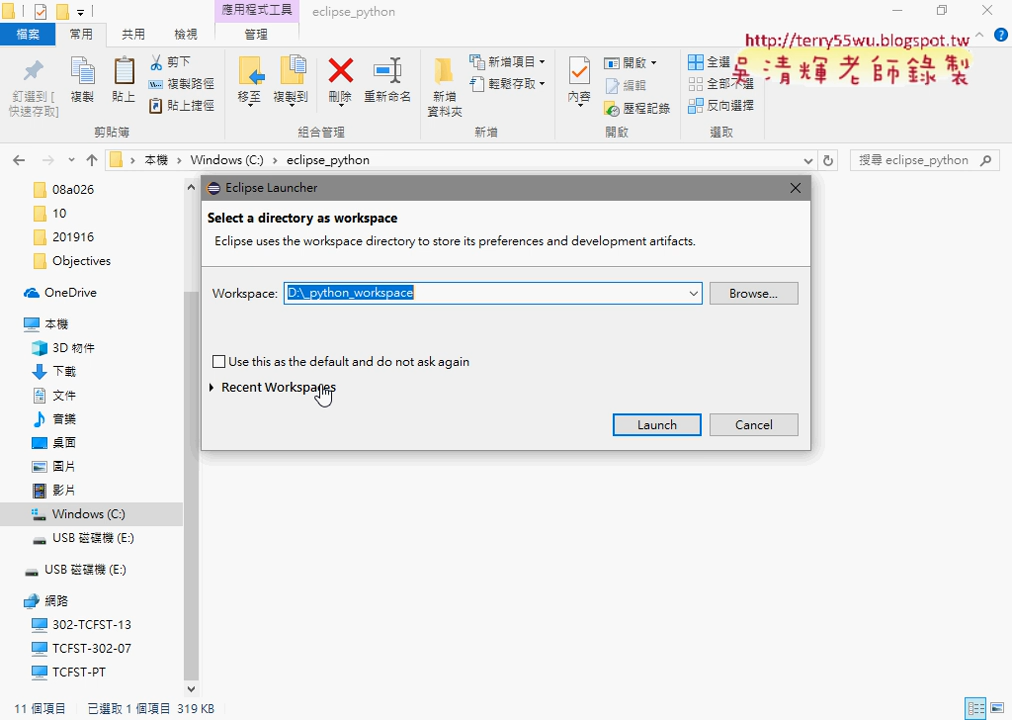 應用程式工具
eclipse_python
檔案
常用
共用
檢視
管理
http://terry55wu.blogspot.tw
吳清輝老師錄製
釘選到 [
快速存取]
複製
貼上
剪下
複製路徑
貼上捷徑
剪貼簿
移至
複製到
刪除
重新命名
組合管理
新增
資料夾
新增項目
輕鬆存取
新增
內容
開啟
編輯
歷程記錄
開啟
全選
全部不選
反向選擇
選取
本機 > Windows (C:) > eclipse_python
搜尋 eclipse_python
08a026
10
201916
Objectives
OneDrive
本機
3D 物件
下載
文件
音樂
桌面
圖片
影片
Windows (C:)
USB 磁碟機 (E:)
USB 磁碟機 (E:)
網路
302-TCFST-13
TCFST-302-07
TCFST-PT
Eclipse Launcher
Select a directory as workspace
Eclipse uses the workspace directory to store its preferences and development artifacts.
Workspace:
D:\_python_workspace
Browse...
Use this as the default and do not ask again
Recent Workspaces
Launch
Cancel
11 個項目
已選取 1 個項目 319 KB